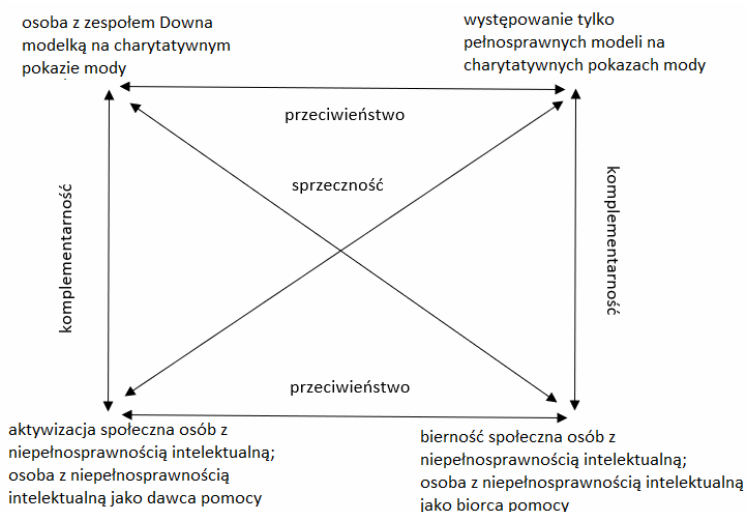 osoba z zespołem Downa
modelką na charytatywnym
pokazie mody
występowanie tylko
pełnosprawnych modeli na
charytatywnych pokazach mody
przeciwieństwo
sprzeczność
komplementarność
komplementarność
przeciwieństwo
aktywizacja społeczna osób z
niepełnosprawnością intelektualną;
osoba z niepełnosprawnością
intelektualną jako dawca pomocy
bierność społeczna osób z
niepełnosprawnością intelektualną;
osoba z niepełnosprawnością intelektualną
jako biorca pomocy